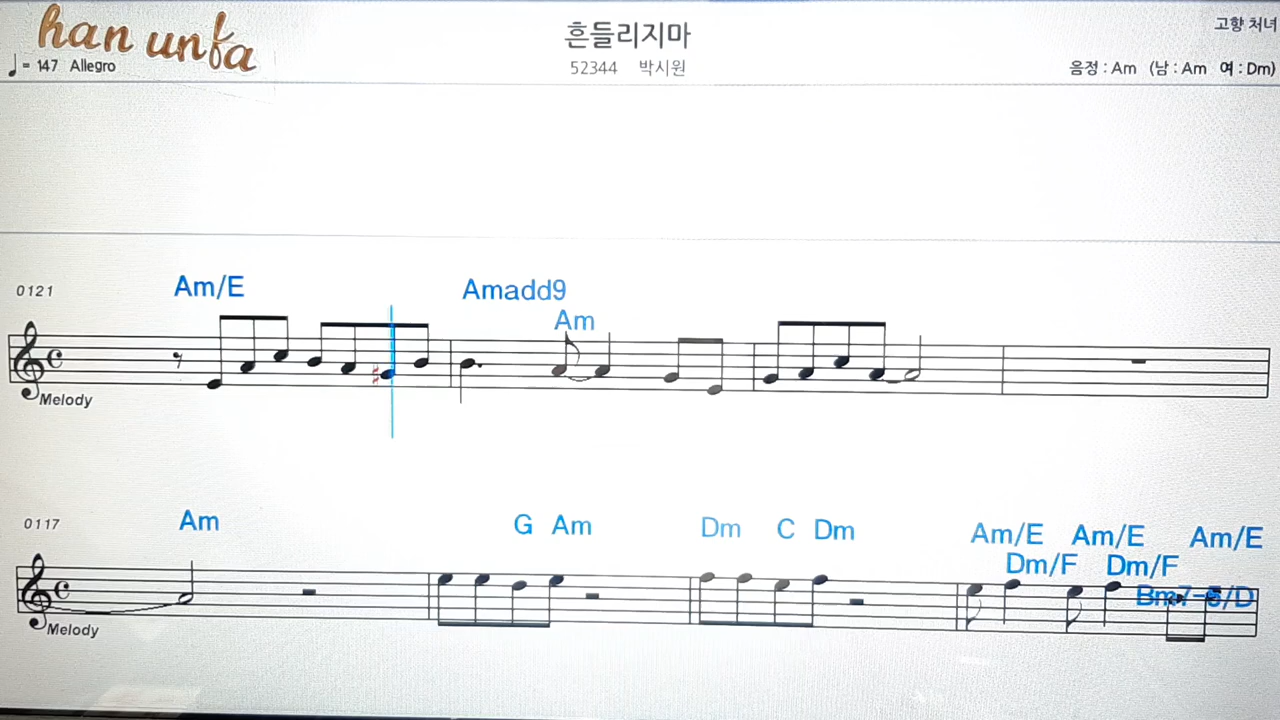 han unfa
흔들리지마
고향 처녀
♩= 147 Allegro
52344 박시원
음정 : Am (남 : Am 여 : Dm)
0121
Am/E Amadd9
Am
Melody
0117
Am G Am Dm C Dm Am/E Am/E Am/E
Dm/F Dm/F
Bm7-5/D
Melody